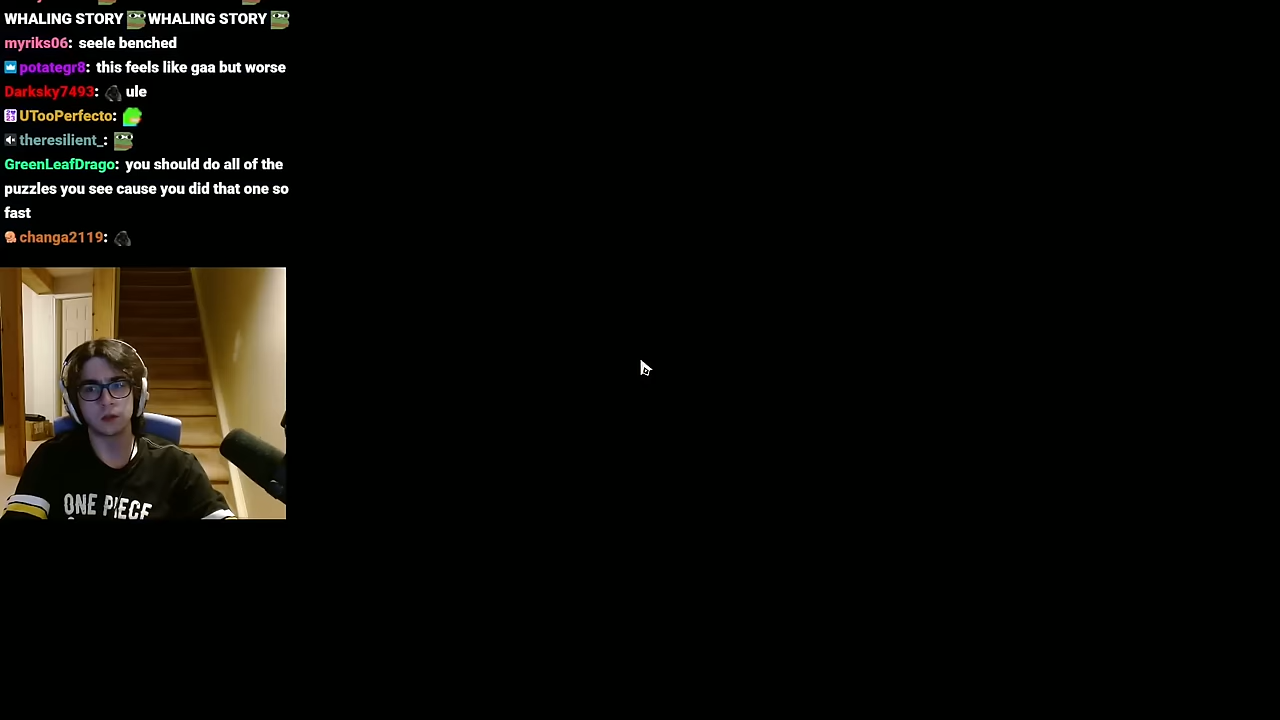 WHALING STORY WHALING STORY
myriks06: seele benched
potategr8: this feels like gaa but worse
Darksky7493: ule
UTooPerfecto:
theresilient_:
GreenLeafDrago: you should do all of the
puzzles you see cause you did that one so
fast
changa2119:
ONE PIECE